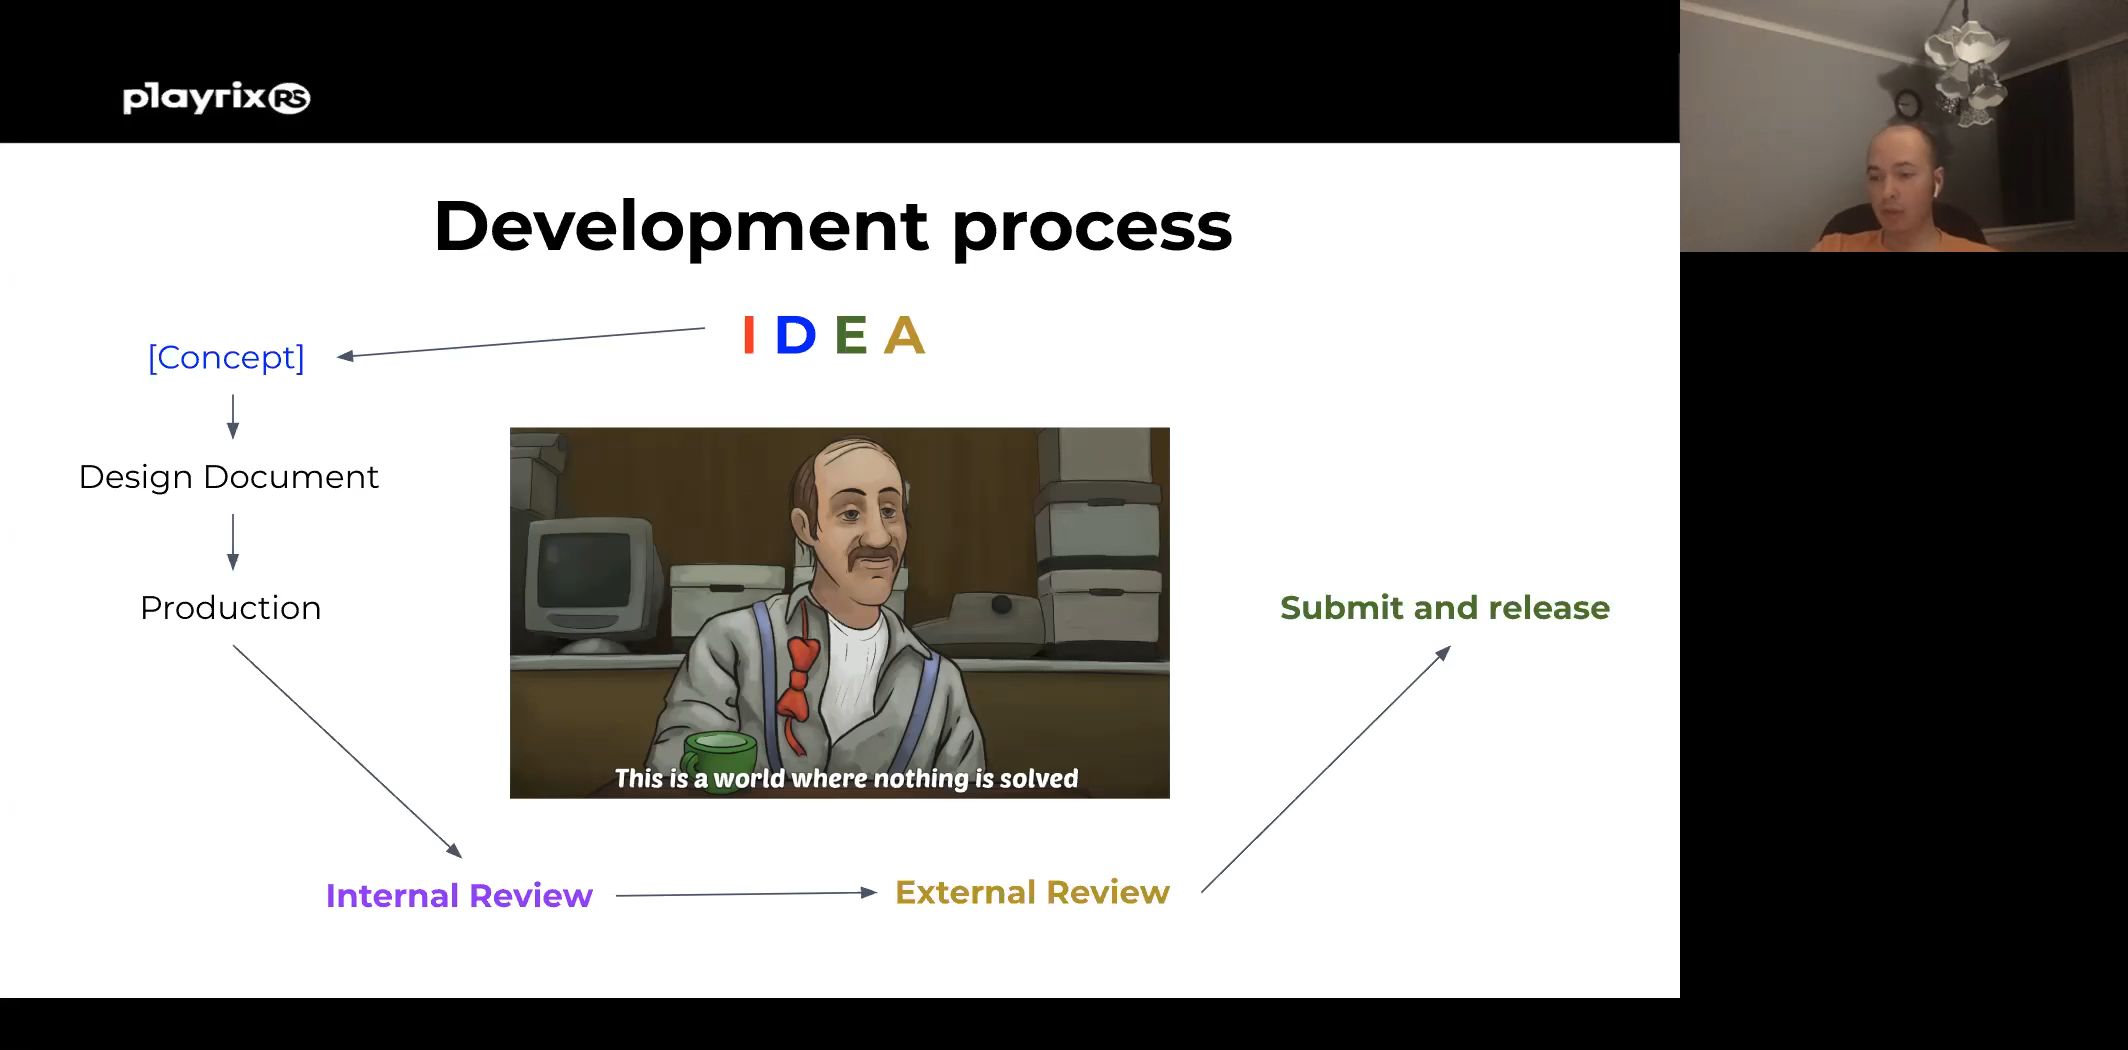 playrix RS
Development process
I D E A
[Concept]
Design Document
Production
This is a world where nothing is solved
Submit and release
Internal Review
External Review